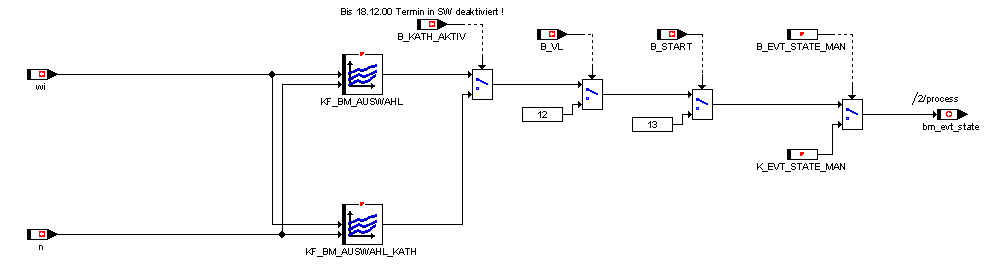 Bis 18.12.00 Termin in SW deaktiviert !
B_KATH_AKTIV
B_VL
B_START
B_EVT_STATE_MAN
wi
KF_BM_AUSWAHL
12
13
/2/process
bm_evt_state
K_EVT_STATE_MAN
n
KF_BM_AUSWAHL_KATH